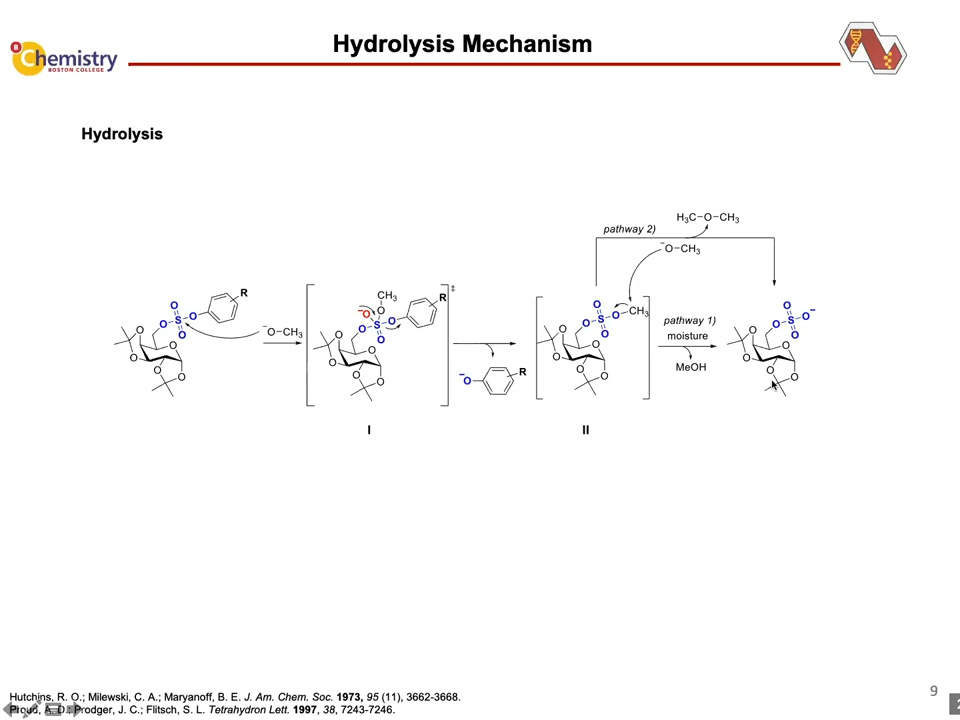 Hydrolysis Mechanism
B
Chemistry
BOSTON COLLEGE
Hydrolysis
H3C–O–CH3
pathway 2)
−O–CH3
O
O
S
O
O
R
O
O
O
O
O
−O–CH3
CH3
O
−O
S
O
O
O
R
‡
O
O
O
O
O
−O
R
O
O
S
O
O
CH3
O
O
O
O
O
pathway 1)
moisture
MeOH
O
O
S
O−
O
O
O
O
O
O
I
II
Hutchins, R. O.; Milewski, C. A.; Maryanoff, B. E. J. Am. Chem. Soc. 1973, 95 (11), 3662-3668.
Proud, A. D.; Prodger, J. C.; Flitsch, S. L. Tetrahedron Lett. 1997, 38, 7243-7246.
9